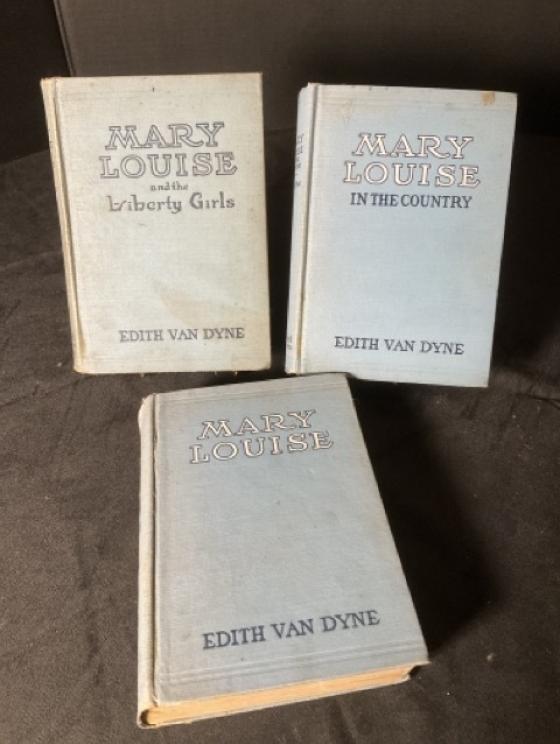 MARY
LOUISE
and the
Liberty Girls
EDITH VAN DYNE
MARY
LOUISE
IN THE COUNTRY
EDITH VAN DYNE
MARY
LOUISE
EDITH VAN DYNE